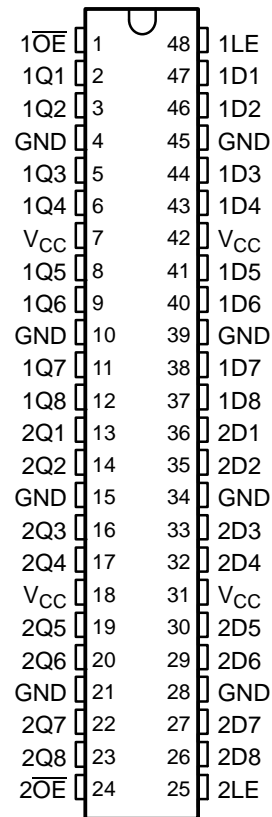 1O̅E̅ 1 48 1LE
1Q1 2 47 1D1
1Q2 3 46 1D2
GND 4 45 GND
1Q3 5 44 1D3
1Q4 6 43 1D4
VCC 7 42 VCC
1Q5 8 41 1D5
1Q6 9 40 1D6
GND 10 39 GND
1Q7 11 38 1D7
1Q8 12 37 1D8
2Q1 13 36 2D1
2Q2 14 35 2D2
GND 15 34 GND
2Q3 16 33 2D3
2Q4 17 32 2D4
VCC 18 31 VCC
2Q5 19 30 2D5
2Q6 20 29 2D6
GND 21 28 GND
2Q7 22 27 2D7
2Q8 23 26 2D8
2O̅E̅ 24 25 2LE